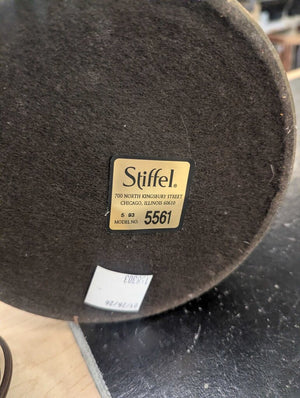 Stiffel®
700 NORTH KINGSBURY STREET
CHICAGO, ILLINOIS 60610
5 93
MODEL NO. 5561